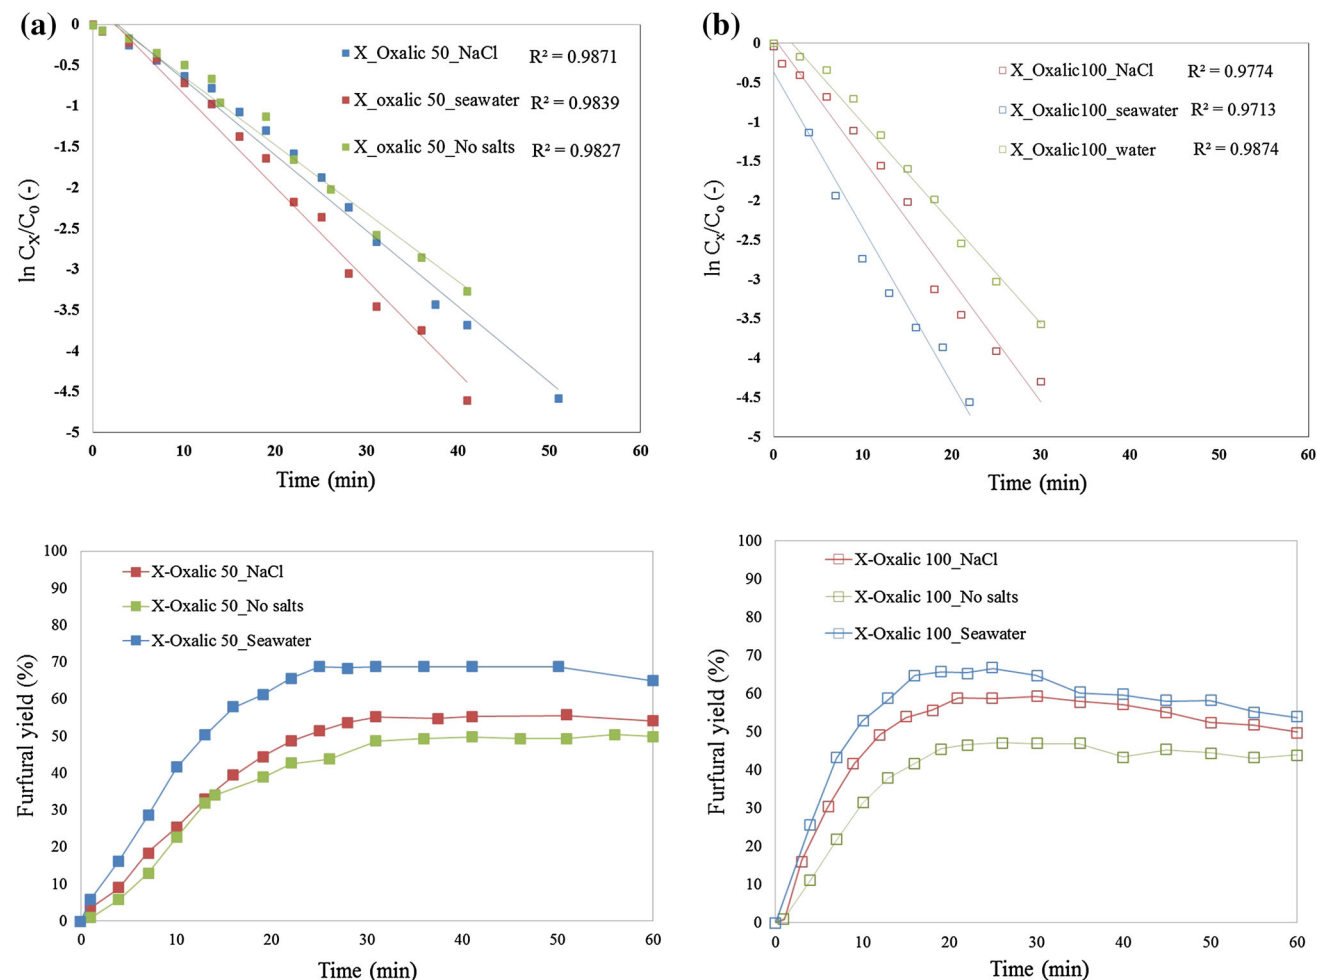 (a)
0
-0.5
-1
-1.5
-2
-2.5
-3
-3.5
-4
-4.5
-5
ln Cx/C0 (-)
X_Oxalic 50_NaCl R² = 0.9871
X_oxalic 50_seawater R² = 0.9839
X_oxalic 50_No salts R² = 0.9827
0 10 20 30 40 50 60
Time (min)
(b)
0
-0.5
-1
-1.5
-2
-2.5
-3
-3.5
-4
-4.5
-5
ln Cx/Co (-)
X_Oxalic100_NaCl R² = 0.9774
X_Oxalic100_seawater R² = 0.9713
X_Oxalic100_water R² = 0.9874
0 10 20 30 40 50 60
Time (min)
100
90
80
70
60
50
40
30
20
10
0
Furfural yield (%)
X-Oxalic 50_NaCl
X-Oxalic 50_No salts
X-Oxalic 50_Seawater
0 10 20 30 40 50 60
Time (min)
100
90
80
70
60
50
40
30
20
10
0
Furfural yield (%)
X-Oxalic 100_NaCl
X-Oxalic 100_No salts
X-Oxalic 100_Seawater
0 10 20 30 40 50 60
Time (min)